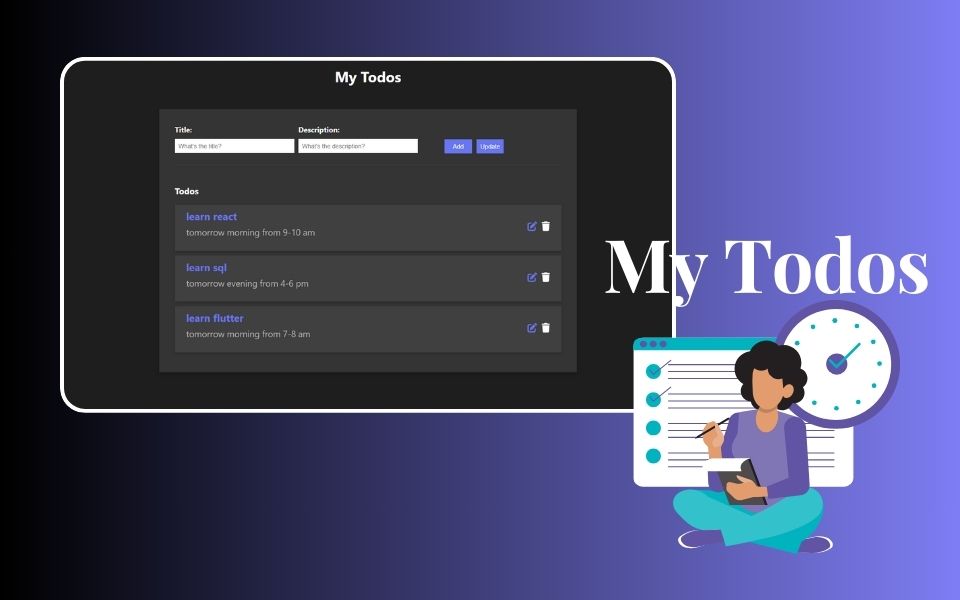 My Todos
Title: Description:
What's the title? What's the description? Add Update
Todos
learn react
tomorrow morning from 9-10 am
learn sql
tomorrow evening from 4-6 pm
learn flutter
tomorrow morning from 7-8 am
My Todos